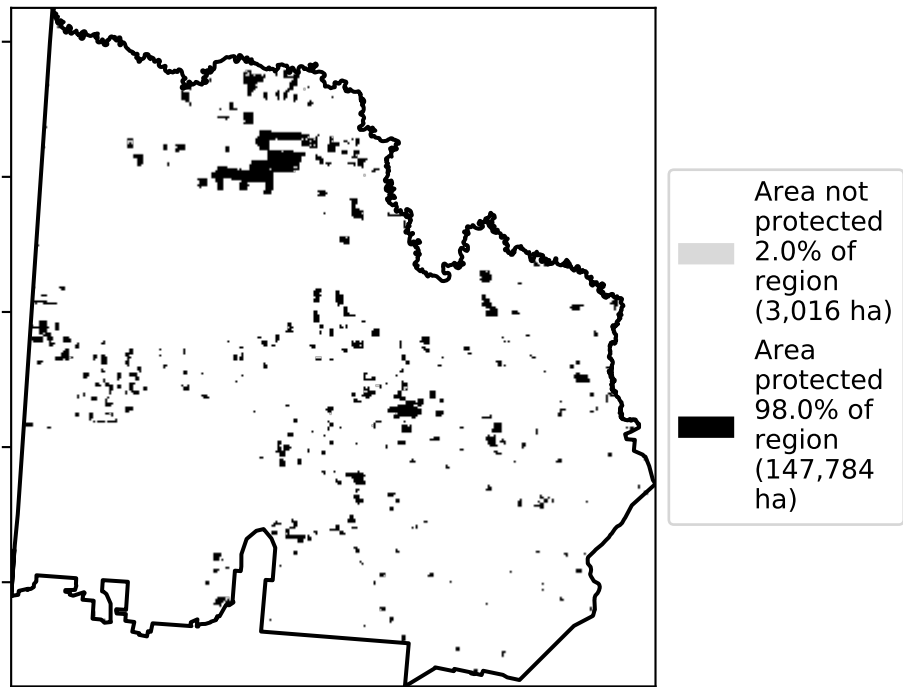 Area not
protected
2.0% of
region
(3,016 ha)
Area
protected
98.0% of
region
(147,784
ha)